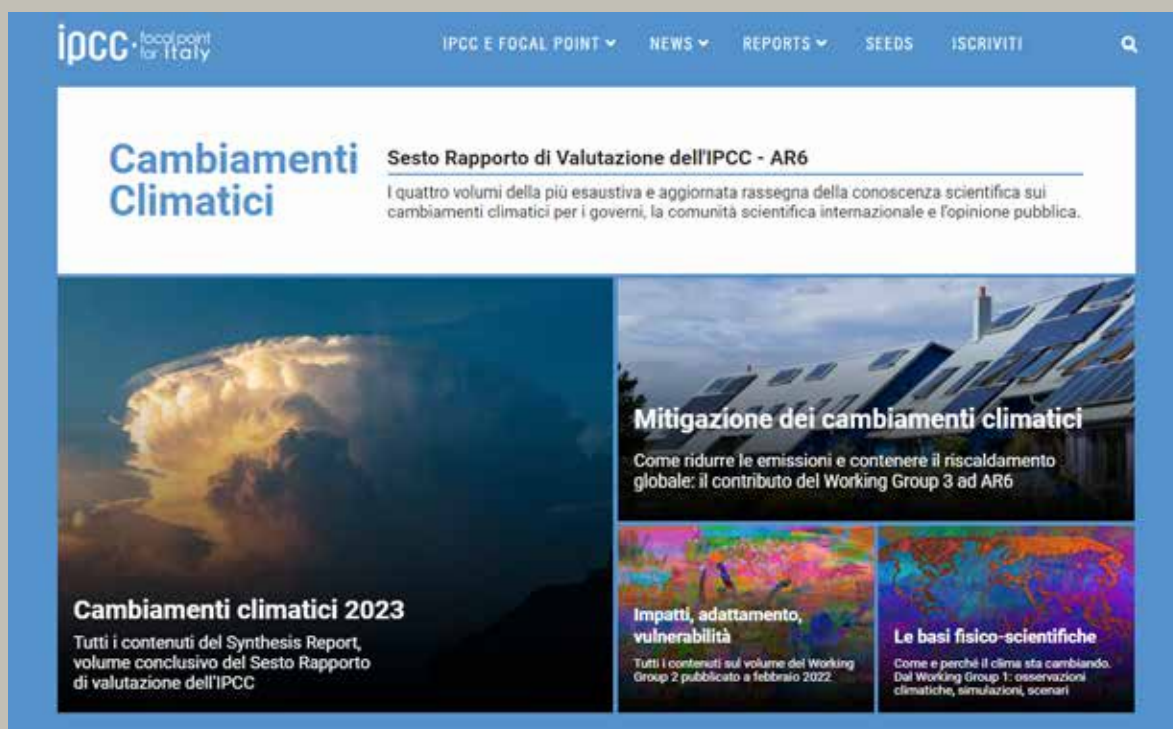 ipcc focal point for Italy
IPCC E FOCAL POINT
NEWS
REPORTS
SEEDS
ISCRIVITI
Cambiamenti
Climatici
Sesto Rapporto di Valutazione dell'IPCC - AR6
I quattro volumi della più esaustiva e aggiornata rassegna della conoscenza scientifica sui
cambiamenti climatici per i governi, la comunità scientifica internazionale e l'opinione pubblica.
Cambiamenti climatici 2023
Tutti i contenuti del Synthesis Report,
volume conclusivo del Sesto Rapporto
di valutazione dell'IPCC
Mitigazione dei cambiamenti climatici
Come ridurre le emissioni e contenere il riscaldamento
globale: il contributo del Working Group 3 ad AR6
Impatti, adattamento,
vulnerabilità
Tutti i contenuti sul volume del Working
Group 2 pubblicato a febbraio 2022
Le basi fisico-scientifiche
Come e perché il clima sta cambiando.
Dal Working Group 1: osservazioni
climatiche, simulazioni, scenari